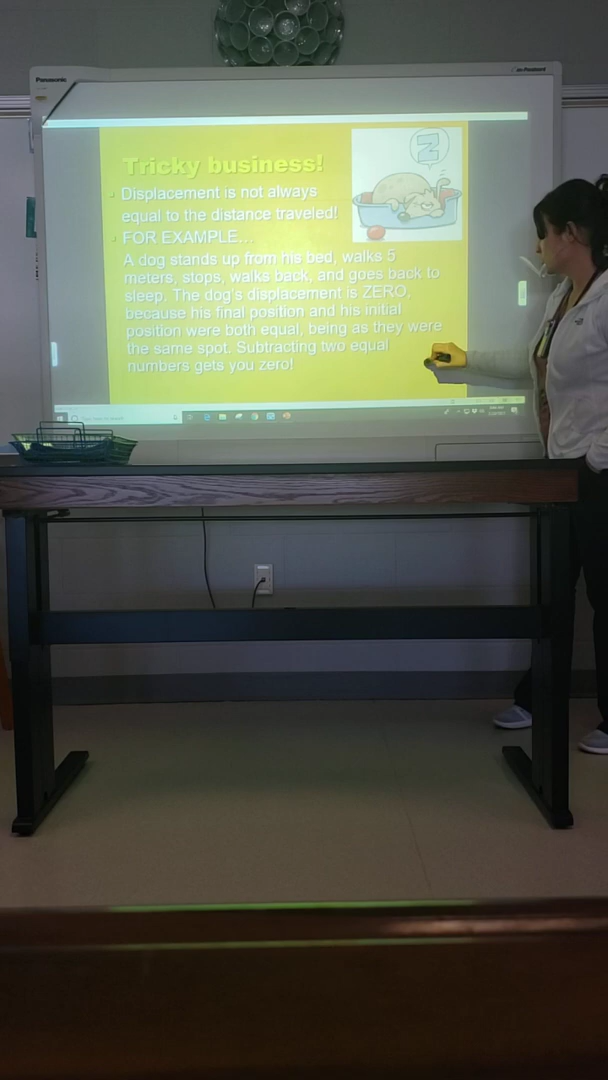 Panasonic
Tricky business!
Displacement is not always
equal to the distance traveled!
FOR EXAMPLE...
A dog stands up from his bed, walks 5
meters, stops, walks back, and goes back to
sleep. The dog's displacement is ZERO,
because his final position and his initial
position were both equal, being as they were
the same spot. Subtracting two equal
numbers gets you zero!
Z